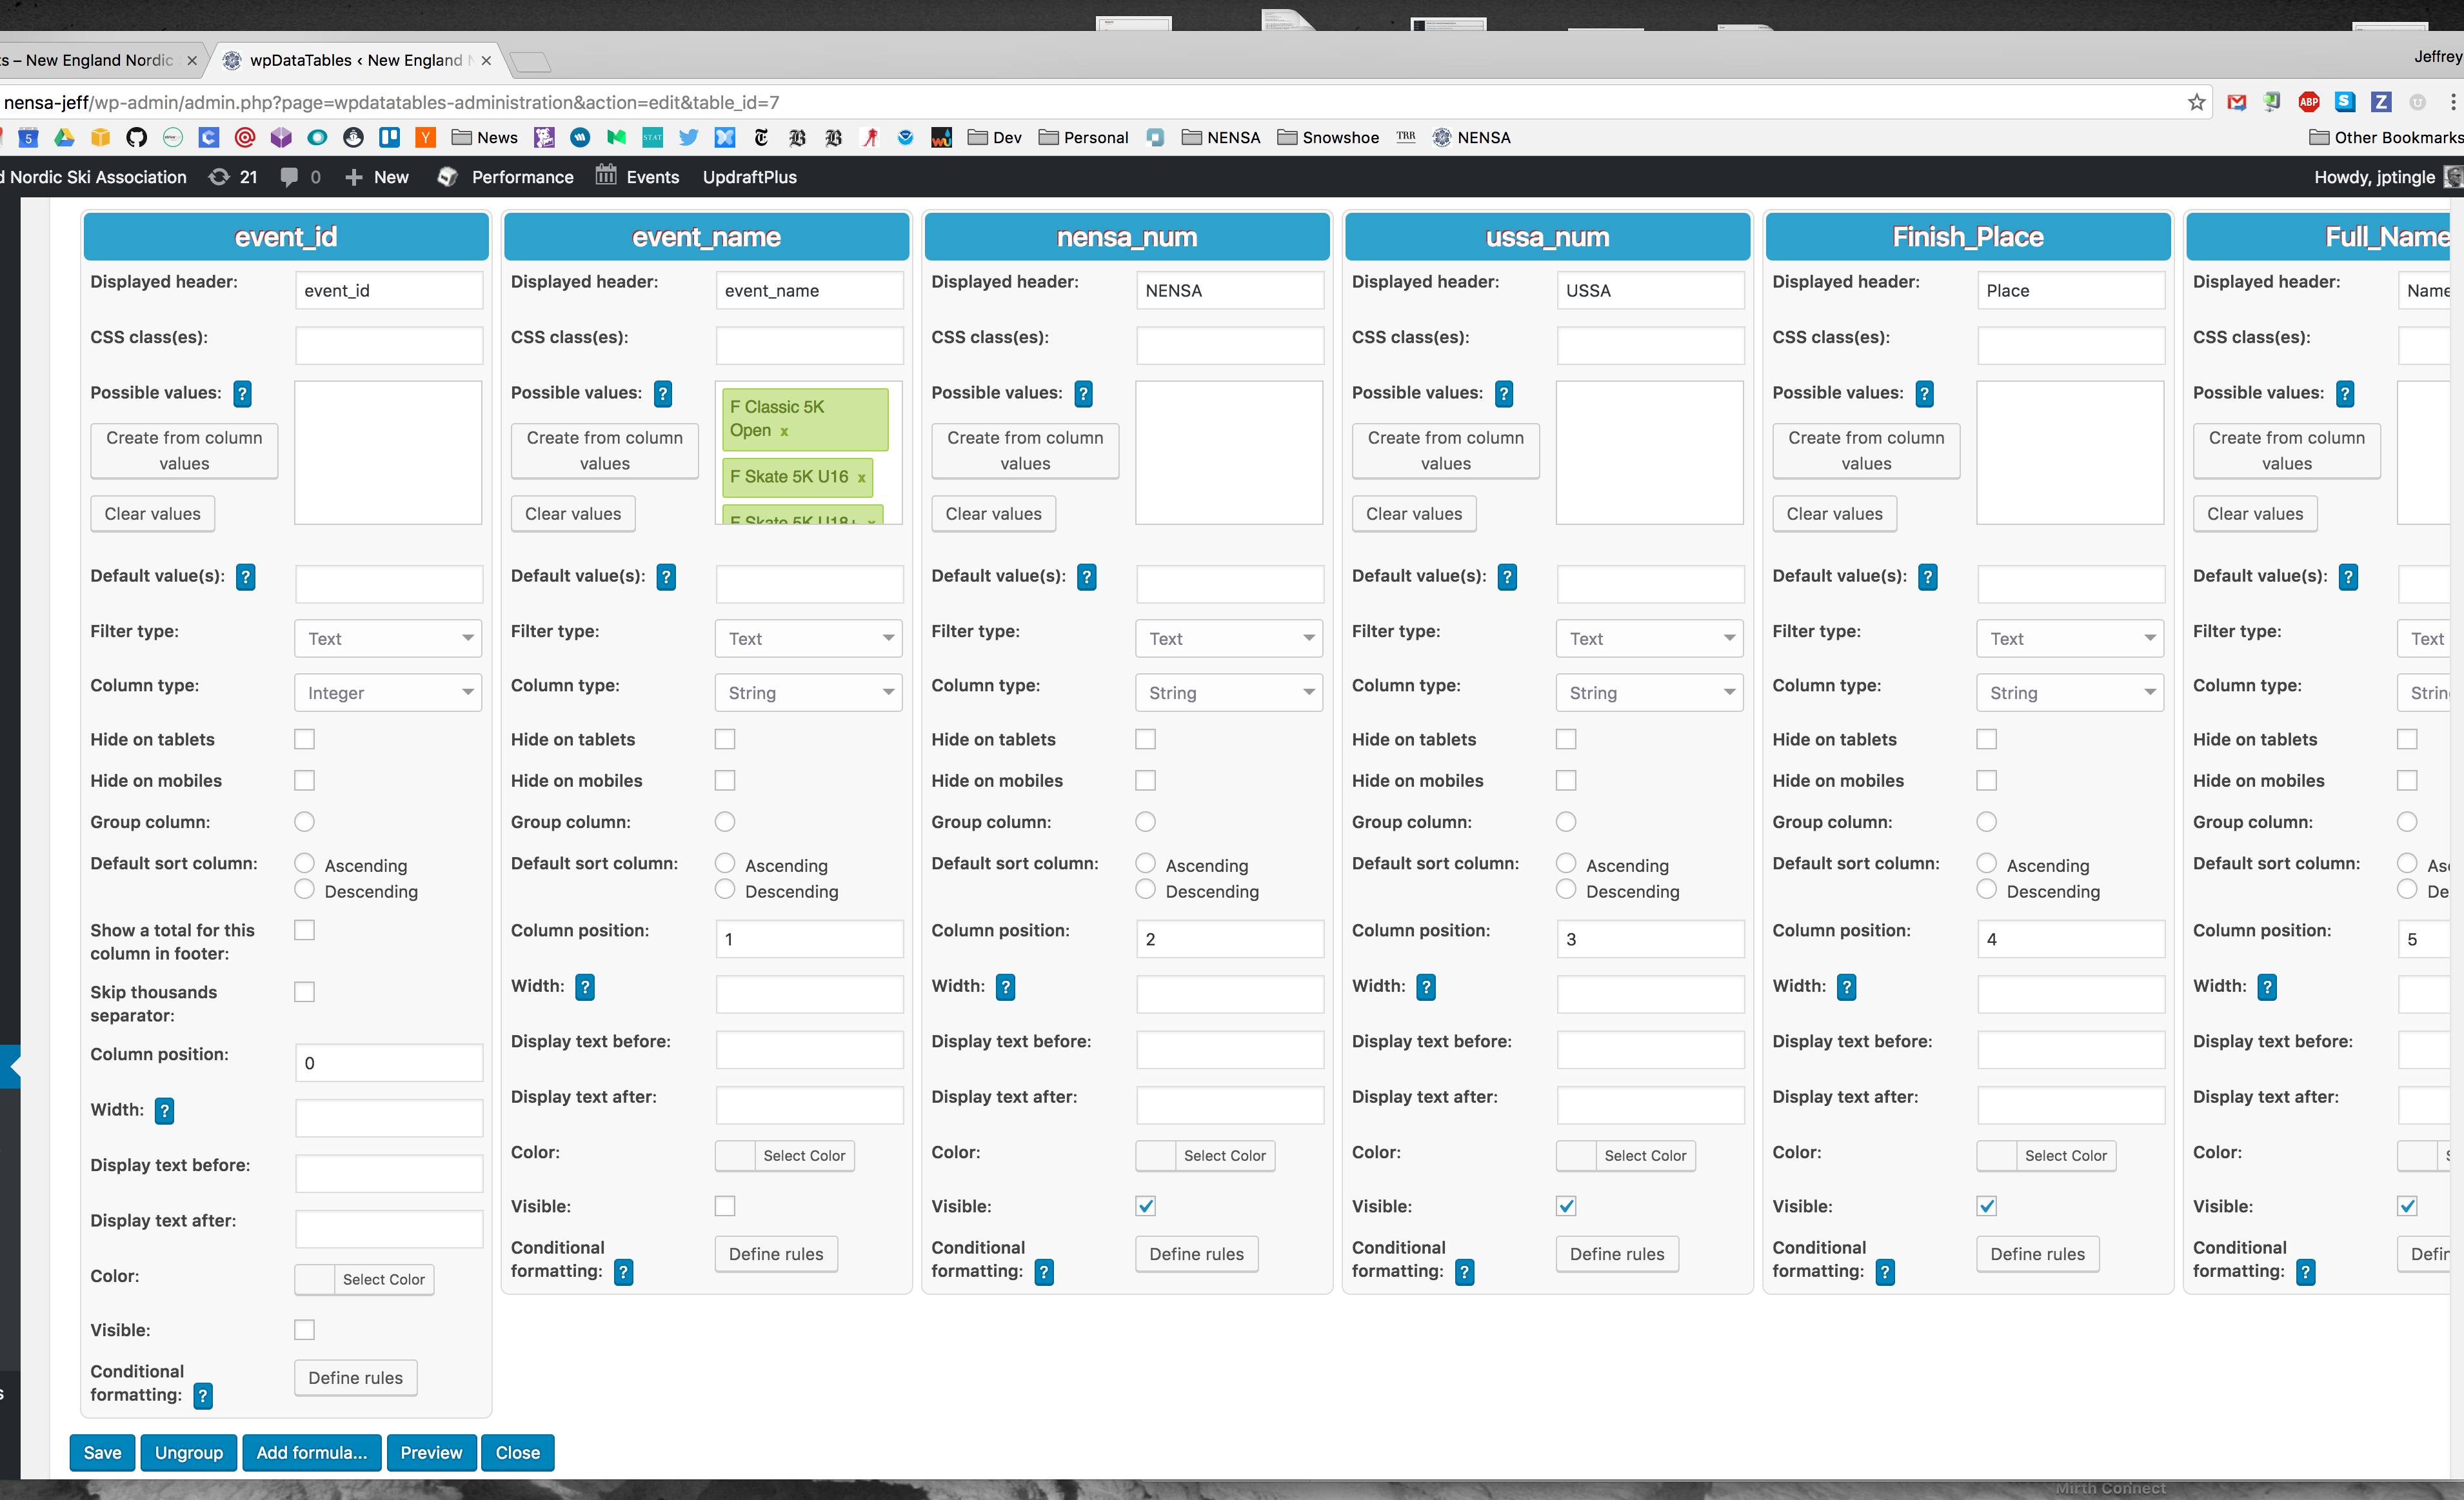 s – New England Nordic
wpDataTables ‹ New England
Jeffrey
nensa-jeff/wp-admin/admin.php?page=wpdatatables-administration&action=edit&table_id=7
News Dev Personal NENSA Snowshoe TRR NENSA Other Bookmarks
d Nordic Ski Association 21 0 New Performance Events UpdraftPlus Howdy, jptingle
event_id
Displayed header: event_id
CSS class(es):
Possible values: ?
Create from column
values
Clear values
Default value(s): ?
Filter type: Text
Column type: Integer
Hide on tablets
Hide on mobiles
Group column:
Default sort column: Ascending
Descending
Show a total for this
column in footer:
Skip thousands
separator:
Column position: 0
Width: ?
Display text before:
Display text after:
Color: Select Color
Visible:
Conditional
formatting: ? Define rules
event_name
Displayed header: event_name
CSS class(es):
Possible values: ?
Create from column
values
Clear values
F Classic 5K
Open x
F Skate 5K U16 x
F Skate 5K U18+ x
Default value(s): ?
Filter type: Text
Column type: String
Hide on tablets
Hide on mobiles
Group column:
Default sort column: Ascending
Descending
Column position: 1
Width: ?
Display text before:
Display text after:
Color: Select Color
Visible:
Conditional
formatting: ? Define rules
nensa_num
Displayed header: NENSA
CSS class(es):
Possible values: ?
Create from column
values
Clear values
Default value(s): ?
Filter type: Text
Column type: String
Hide on tablets
Hide on mobiles
Group column:
Default sort column: Ascending
Descending
Column position: 2
Width: ?
Display text before:
Display text after:
Color: Select Color
Visible:
Conditional
formatting: ? Define rules
ussa_num
Displayed header: USSA
CSS class(es):
Possible values: ?
Create from column
values
Clear values
Default value(s): ?
Filter type: Text
Column type: String
Hide on tablets
Hide on mobiles
Group column:
Default sort column: Ascending
Descending
Column position: 3
Width: ?
Display text before:
Display text after:
Color: Select Color
Visible:
Conditional
formatting: ? Define rules
Finish_Place
Displayed header: Place
CSS class(es):
Possible values: ?
Create from column
values
Clear values
Default value(s): ?
Filter type: Text
Column type: String
Hide on tablets
Hide on mobiles
Group column:
Default sort column: Ascending
Descending
Column position: 4
Width: ?
Display text before:
Display text after:
Color: Select Color
Visible:
Conditional
formatting: ? Define rules
Full_Name
Displayed header: Name
CSS class(es):
Possible values: ?
Create from column
values
Clear values
Default value(s): ?
Filter type: Text
Column type: Strin
Hide on tablets
Hide on mobiles
Group column:
Default sort column: As
De
Column position: 5
Width: ?
Display text before:
Display text after:
Color: S
Visible:
Conditional
formatting: ? Defin
Save Ungroup Add formula... Preview Close
Mirth Connect